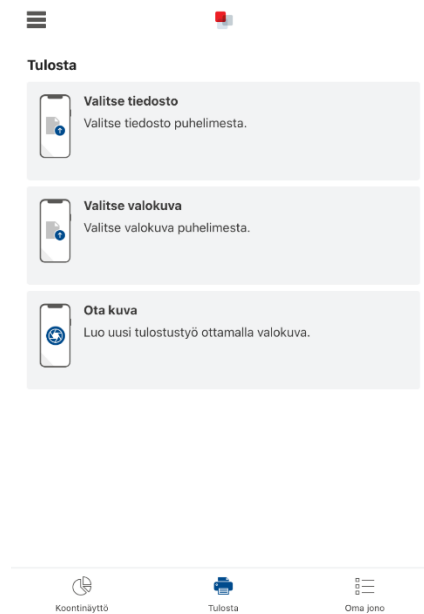 Tulosta
Valitse tiedosto
Valitse tiedosto puhelimesta.
Valitse valokuva
Valitse valokuva puhelimesta.
Ota kuva
Luo uusi tulostustyö ottamalla valokuva.
Koontinäyttö
Tulosta
Oma jono